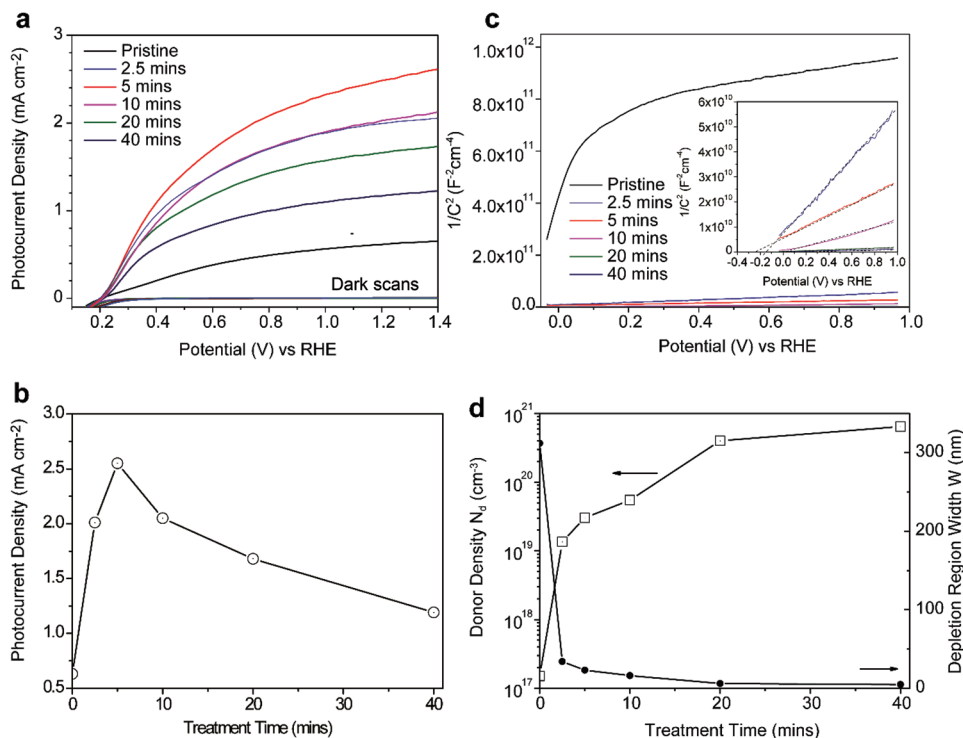 a
Photocurrent Density (mA cm-2)
3
2
1
0
Pristine
2.5 mins
5 mins
10 mins
20 mins
40 mins
Dark scans
0.2 0.4 0.6 0.8 1.0 1.2 1.4
Potential (V) vs RHE
c
1/C2 (F-2cm-4)
1.0x10^12
8.0x10^11
6.0x10^11
4.0x10^11
2.0x10^11
0.0
Pristine
2.5 mins
5 mins
10 mins
20 mins
40 mins
0.0 0.2 0.4 0.6 0.8 1.0
Potential (V) vs RHE
1/C2 (F-2cm-4)
6x10^10
5x10^10
4x10^10
3x10^10
2x10^10
1x10^10
0
-0.4 -0.2 0.0 0.2 0.4 0.6 0.8 1.0
Potential (V) vs RHE
b
Photocurrent Density (mA cm-2)
3.0
2.5
2.0
1.5
1.0
0.5
0 10 20 30 40
Treatment Time (mins)
d
Donor Density Nd (cm-3)
10^21
10^20
10^19
10^18
10^17
0 10 20 30 40
Treatment Time (mins)
300
200
100
0
Depletion Region Width W (nm)